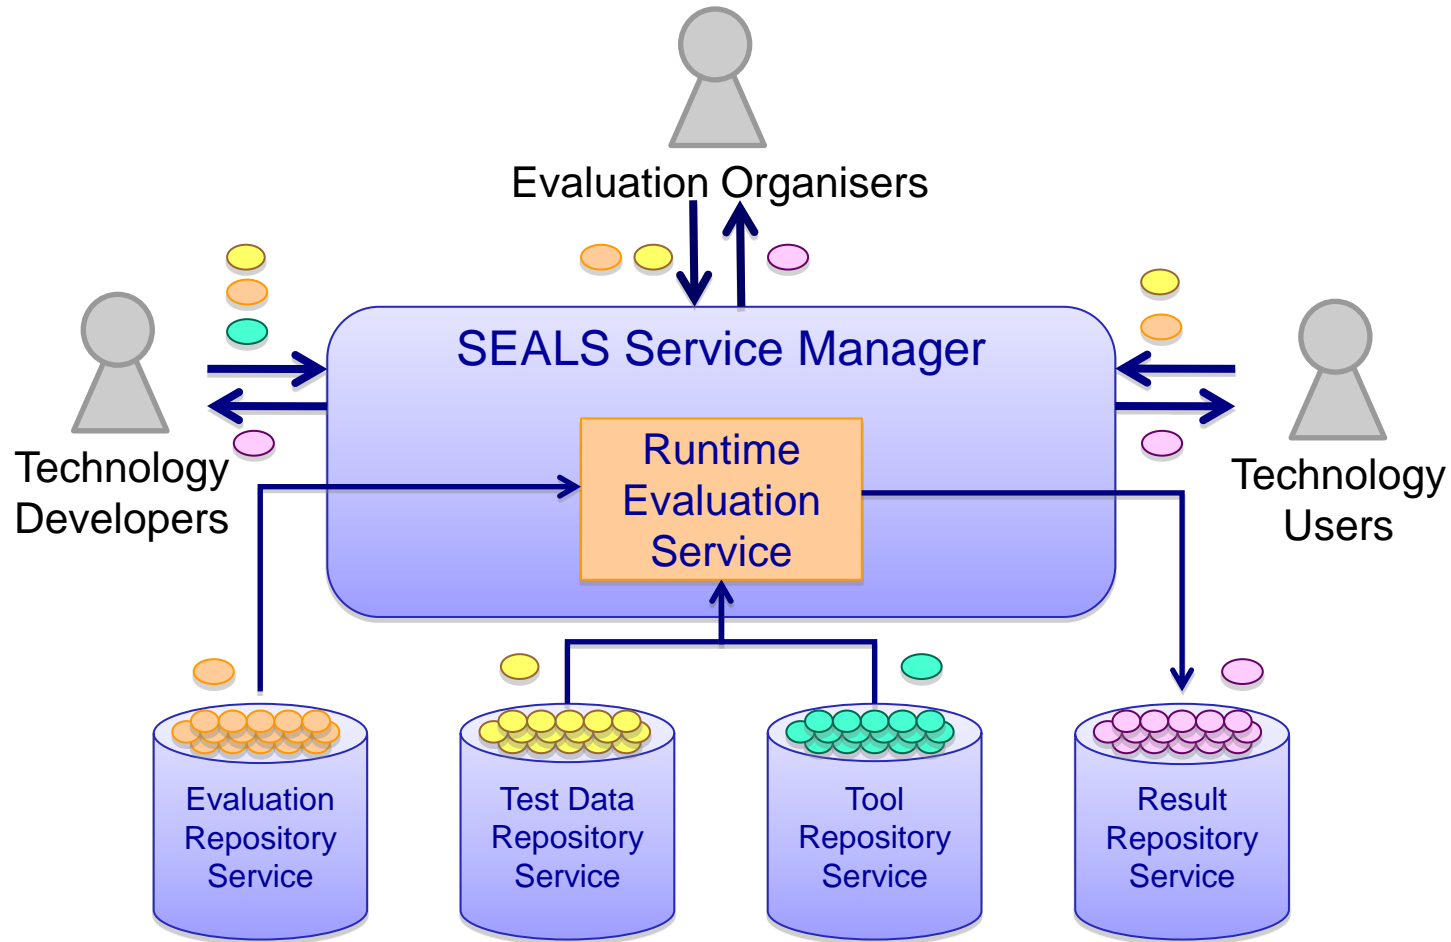 Evaluation Organisers
SEALS Service Manager
Technology
Developers
Runtime
Evaluation
Service
Technology
Users
Evaluation
Repository
Service
Test Data
Repository
Service
Tool
Repository
Service
Result
Repository
Service